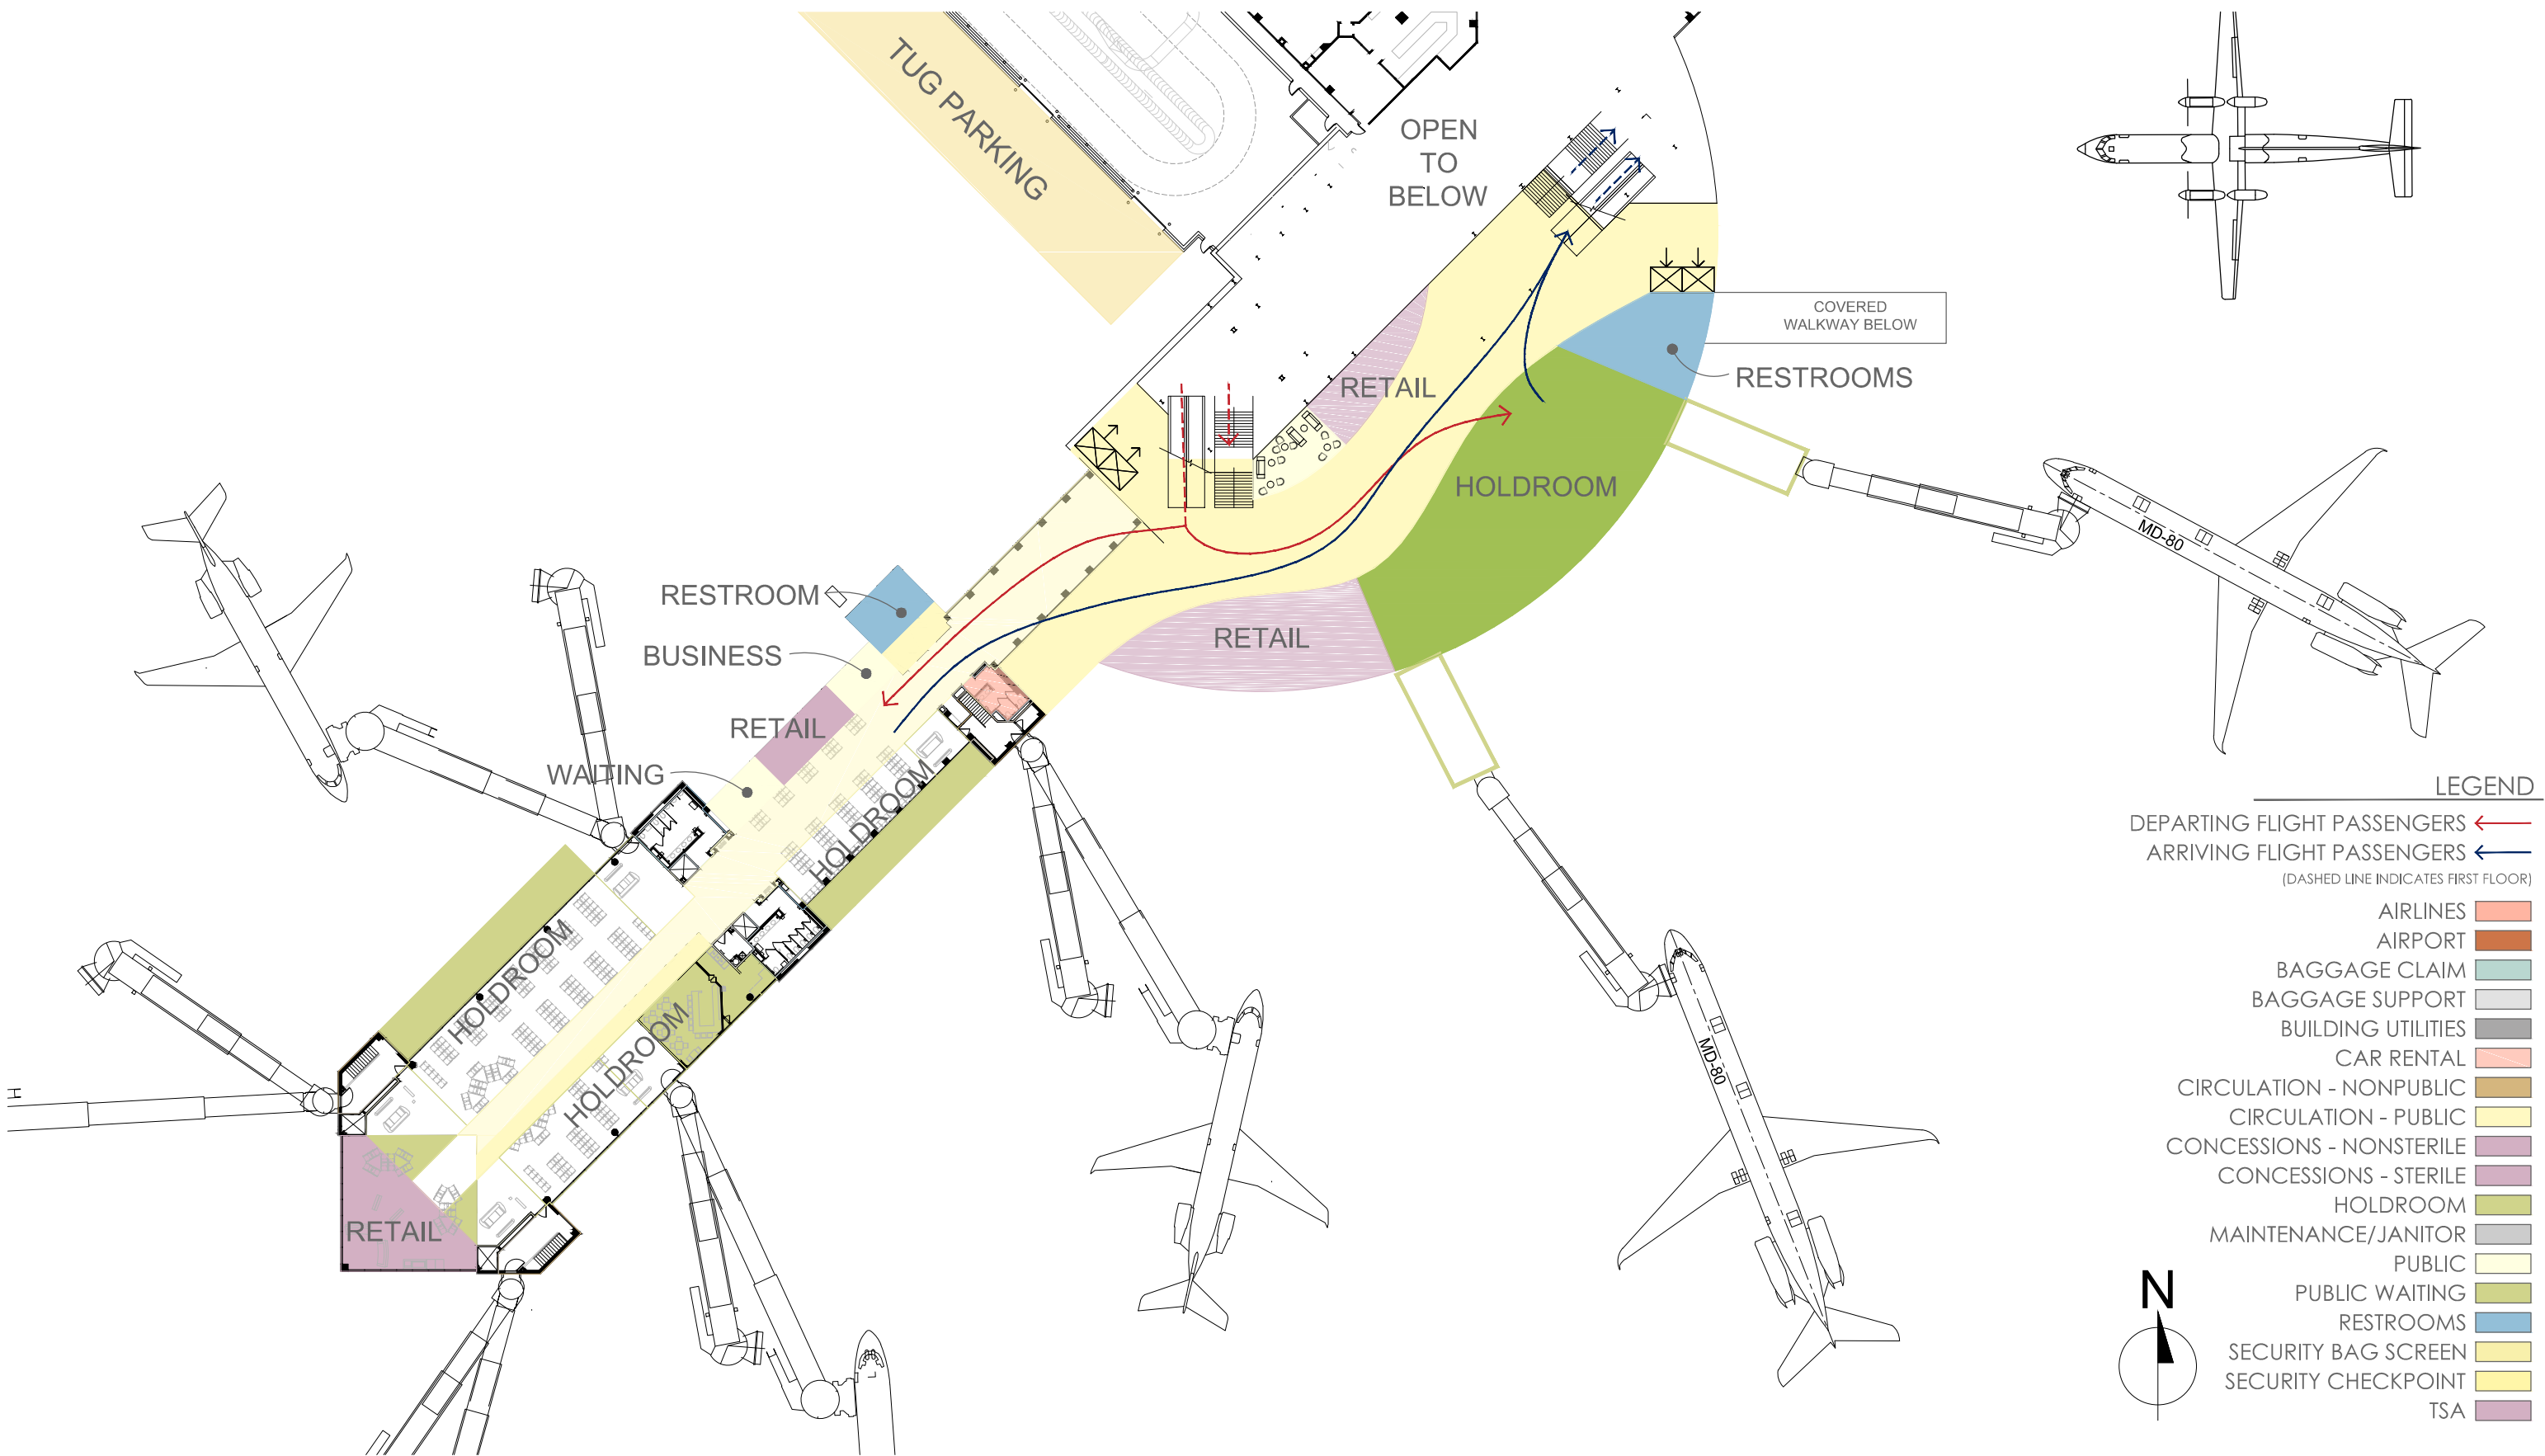 TUG PARKING
OPEN
TO
BELOW
COVERED
WALKWAY BELOW
RESTROOMS
RETAIL
HOLDROOM
MD-80
RESTROOM
BUSINESS
RETAIL
RETAIL
WAITING
HOLDROOM
HOLDROOM
HOLDROOM
MD-80
RETAIL
H
LEGEND
DEPARTING FLIGHT PASSENGERS
ARRIVING FLIGHT PASSENGERS
(DASHED LINE INDICATES FIRST FLOOR)
AIRLINES
AIRPORT
BAGGAGE CLAIM
BAGGAGE SUPPORT
BUILDING UTILITIES
CAR RENTAL
CIRCULATION - NONPUBLIC
CIRCULATION - PUBLIC
CONCESSIONS - NONSTERILE
CONCESSIONS - STERILE
HOLDROOM
MAINTENANCE/JANITOR
PUBLIC
PUBLIC WAITING
RESTROOMS
SECURITY BAG SCREEN
SECURITY CHECKPOINT
TSA
N